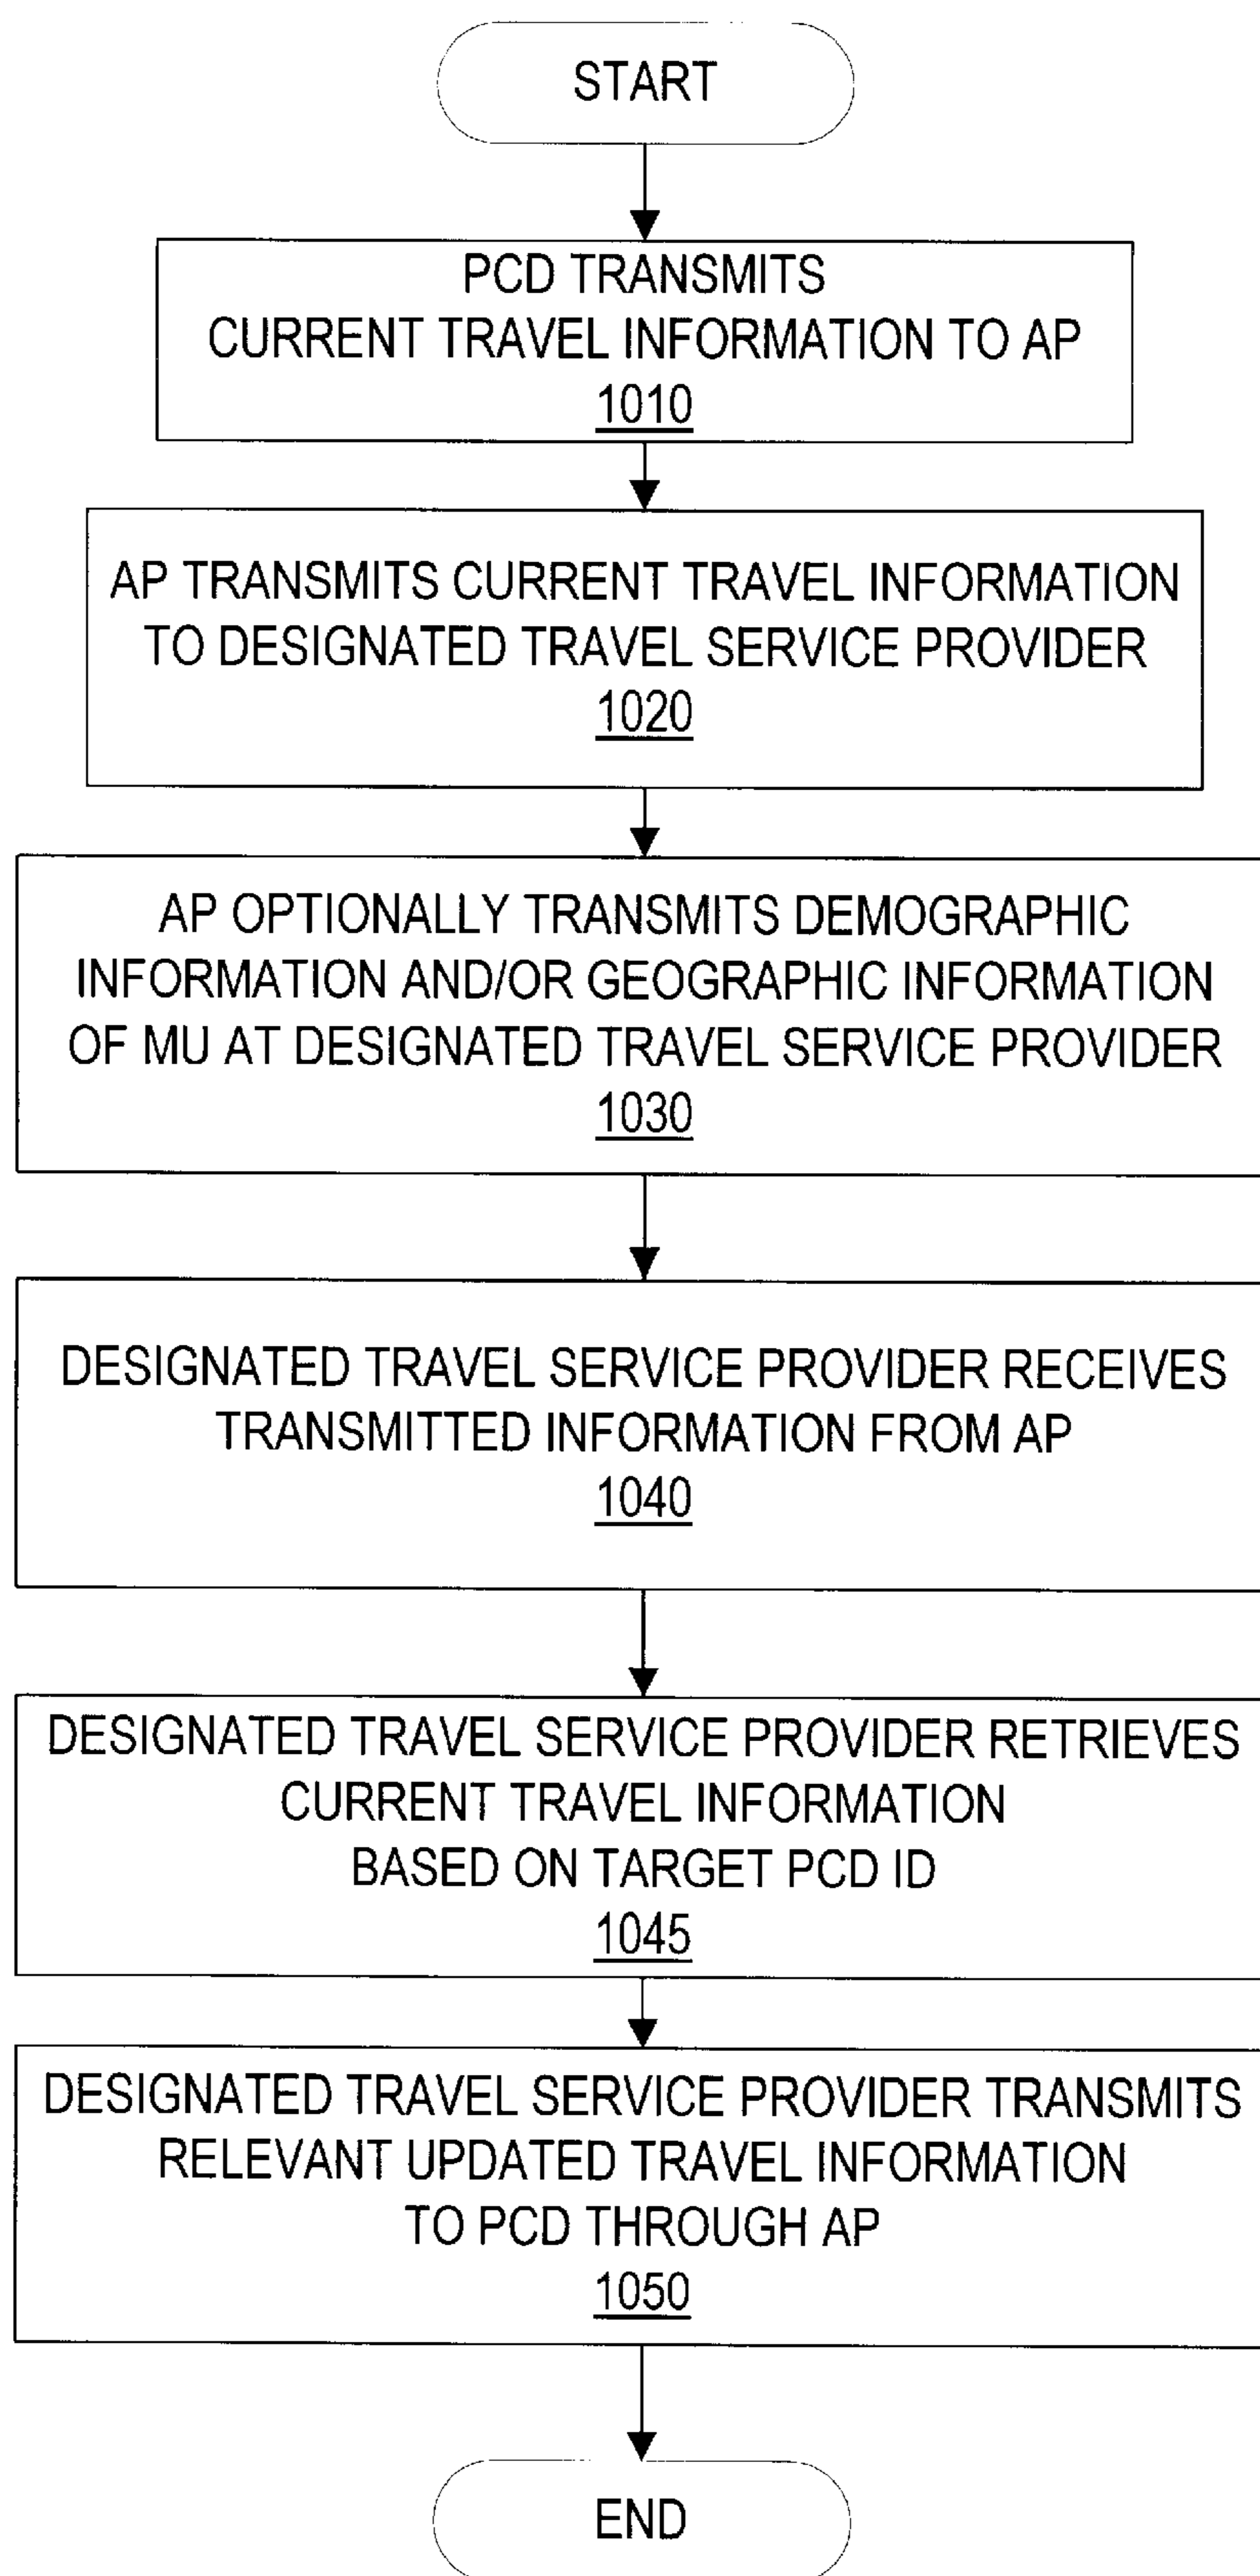 START
PCD TRANSMITS
CURRENT TRAVEL INFORMATION TO AP
1010
AP TRANSMITS CURRENT TRAVEL INFORMATION
TO DESIGNATED TRAVEL SERVICE PROVIDER
1020
AP OPTIONALLY TRANSMITS DEMOGRAPHIC
INFORMATION AND/OR GEOGRAPHIC INFORMATION
OF MU AT DESIGNATED TRAVEL SERVICE PROVIDER
1030
DESIGNATED TRAVEL SERVICE PROVIDER RECEIVES
TRANSMITTED INFORMATION FROM AP
1040
DESIGNATED TRAVEL SERVICE PROVIDER RETRIEVES
CURRENT TRAVEL INFORMATION
BASED ON TARGET PCD ID
1045
DESIGNATED TRAVEL SERVICE PROVIDER TRANSMITS
RELEVANT UPDATED TRAVEL INFORMATION
TO PCD THROUGH AP
1050
END